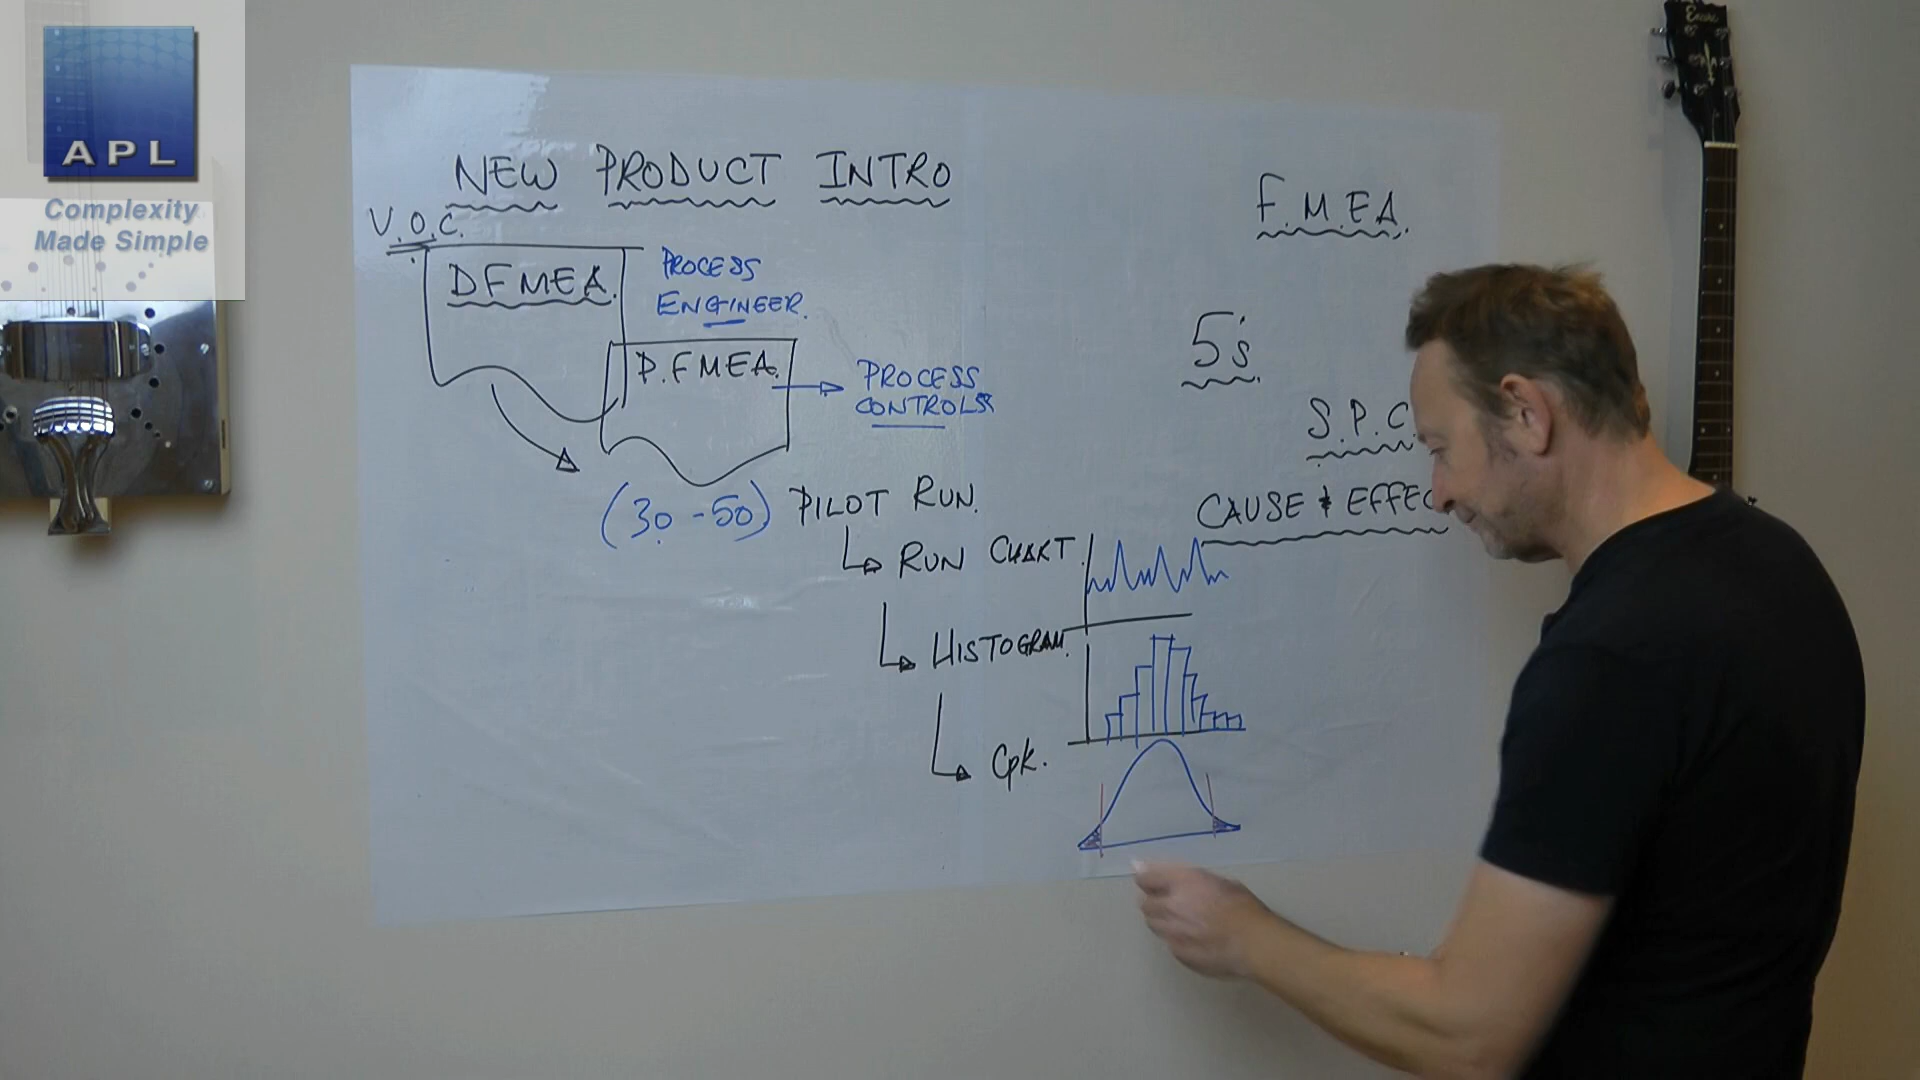 APL
Complexity
Made Simple
NEW PRODUCT INTRO
V.O.C.
DFMEA.
PROCESS
ENGINEER.
P.FMEA.
PROCESS
CONTROLS
(30-50) PILOT RUN.
RUN CHART.
HISTOGRAM.
Cpk.
F.M.E.A.
5's
S.P.C.
CAUSE & EFFEC